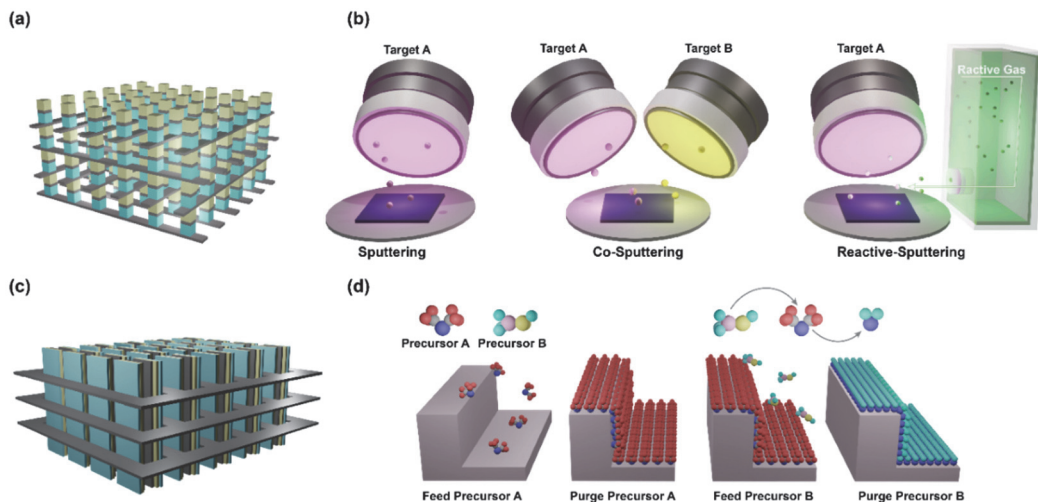 (a)
(b)
Target A
Target A
Target B
Target A
Ractive Gas
Sputtering
Co-Sputtering
Reactive-Sputtering
(c)
(d)
Precursor A
Precursor B
Feed Precursor A
Purge Precursor A
Feed Precursor B
Purge Precursor B